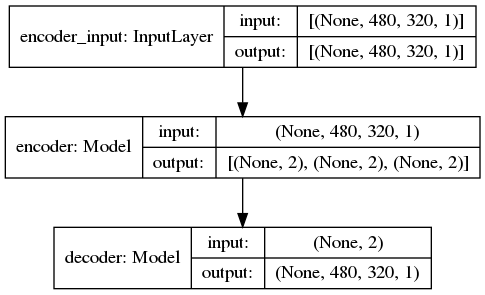 encoder_input: InputLayer
input: [(None, 480, 320, 1)]
output: [(None, 480, 320, 1)]
encoder: Model
input: (None, 480, 320, 1)
output: [(None, 2), (None, 2), (None, 2)]
decoder: Model
input: (None, 2)
output: (None, 480, 320, 1)